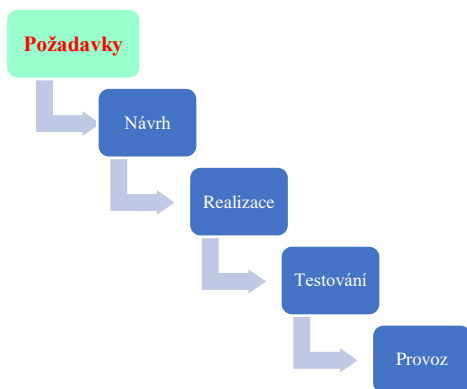 Požadavky
Návrh
Realizace
Testování
Provoz